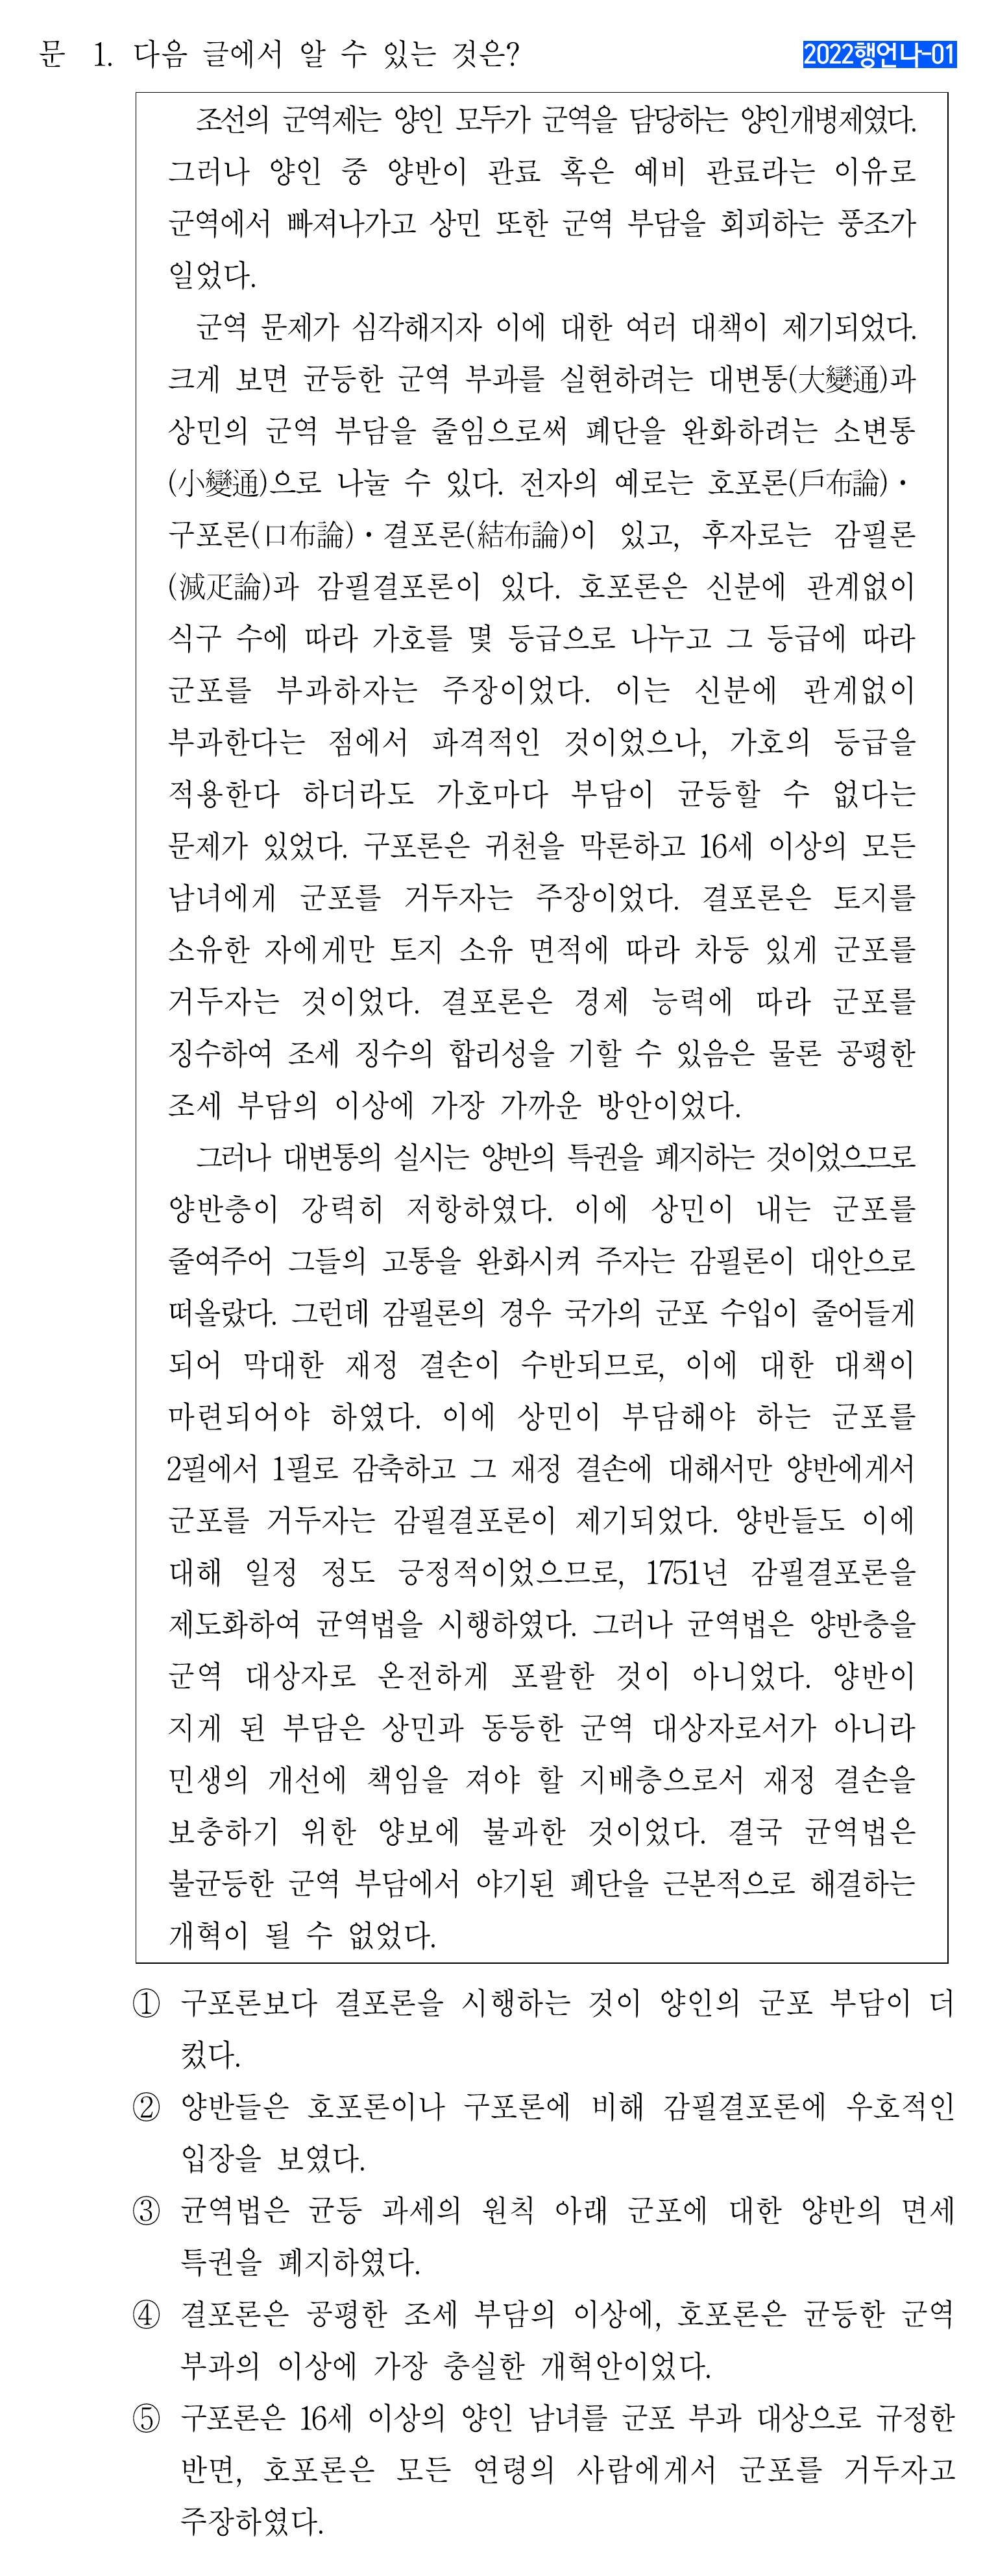 문 1. 다음 글에서 알 수 있는 것은? 2022행언나-01
조선의 군역제는 양인 모두가 군역을 담당하는 양인개병제였다.
그러나 양인 중 양반이 관료 혹은 예비 관료라는 이유로
군역에서 빠져나가고 상민 또한 군역 부담을 회피하는 풍조가
일었다.
군역 문제가 심각해지자 이에 대한 여러 대책이 제기되었다.
크게 보면 균등한 군역 부과를 실현하려는 대변통(大變通)과
상민의 군역 부담을 줄임으로써 폐단을 완화하려는 소변통
(小變通)으로 나눌 수 있다. 전자의 예로는 호포론(戶布論)·
구포론(口布論)·결포론(結布論)이 있고, 후자로는 감필론
(減疋論)과 감필결포론이 있다. 호포론은 신분에 관계없이
식구 수에 따라 가호를 몇 등급으로 나누고 그 등급에 따라
군포를 부과하자는 주장이었다. 이는 신분에 관계없이
부과한다는 점에서 파격적인 것이었으나, 가호의 등급을
적용한다 하더라도 가호마다 부담이 균등할 수 없다는
문제가 있었다. 구포론은 귀천을 막론하고 16세 이상의 모든
남녀에게 군포를 거두자는 주장이었다. 결포론은 토지를
소유한 자에게만 토지 소유 면적에 따라 차등 있게 군포를
거두자는 것이었다. 결포론은 경제 능력에 따라 군포를
징수하여 조세 징수의 합리성을 기할 수 있음은 물론 공평한
조세 부담의 이상에 가장 가까운 방안이었다.
그러나 대변통의 실시는 양반의 특권을 폐지하는 것이었으므로
양반층이 강력히 저항하였다. 이에 상민이 내는 군포를
줄여주어 그들의 고통을 완화시켜 주자는 감필론이 대안으로
떠올랐다. 그런데 감필론의 경우 국가의 군포 수입이 줄어들게
되어 막대한 재정 결손이 수반되므로, 이에 대한 대책이
마련되어야 하였다. 이에 상민이 부담해야 하는 군포를
2필에서 1필로 감축하고 그 재정 결손에 대해서만 양반에게서
군포를 거두자는 감필결포론이 제기되었다. 양반들도 이에
대해 일정 정도 긍정적이었으므로, 1751년 감필결포론을
제도화하여 균역법을 시행하였다. 그러나 균역법은 양반층을
군역 대상자로 온전하게 포괄한 것이 아니었다. 양반이
지게 된 부담은 상민과 동등한 군역 대상자로서가 아니라
민생의 개선에 책임을 져야 할 지배층으로서 재정 결손을
보충하기 위한 양보에 불과한 것이었다. 결국 균역법은
불균등한 군역 부담에서 야기된 폐단을 근본적으로 해결하는
개혁이 될 수 없었다.
① 구포론보다 결포론을 시행하는 것이 양인의 군포 부담이 더
컸다.
② 양반들은 호포론이나 구포론에 비해 감필결포론에 우호적인
입장을 보였다.
③ 균역법은 균등 과세의 원칙 아래 군포에 대한 양반의 면세
특권을 폐지하였다.
④ 결포론은 공평한 조세 부담의 이상에, 호포론은 균등한 군역
부과의 이상에 가장 충실한 개혁안이었다.
⑤ 구포론은 16세 이상의 양인 남녀를 군포 부과 대상으로 규정한
반면, 호포론은 모든 연령의 사람에게서 군포를 거두자고
주장하였다.